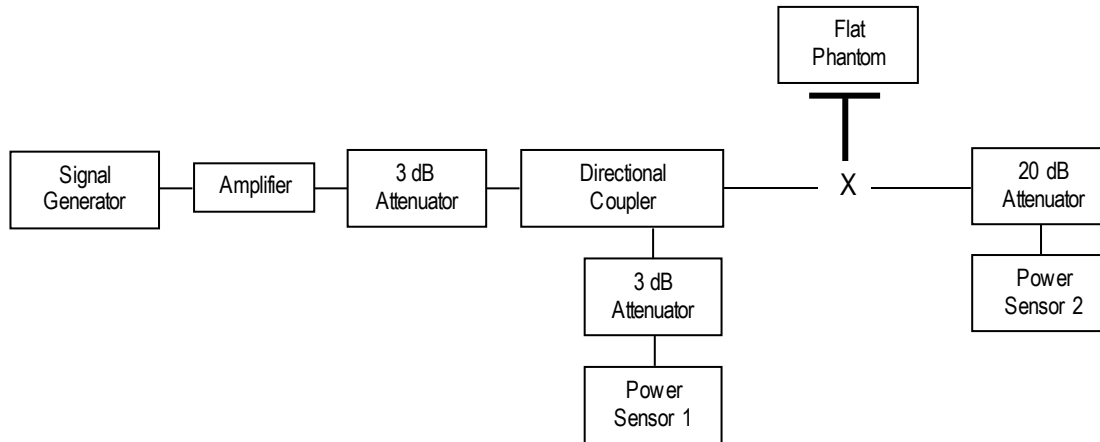 Flat
Phantom
Signal
Generator
Amplifier
3 dB
Attenuator
Directional
Coupler
X
20 dB
Attenuator
3 dB
Attenuator
Power
Sensor 2
Power
Sensor 1